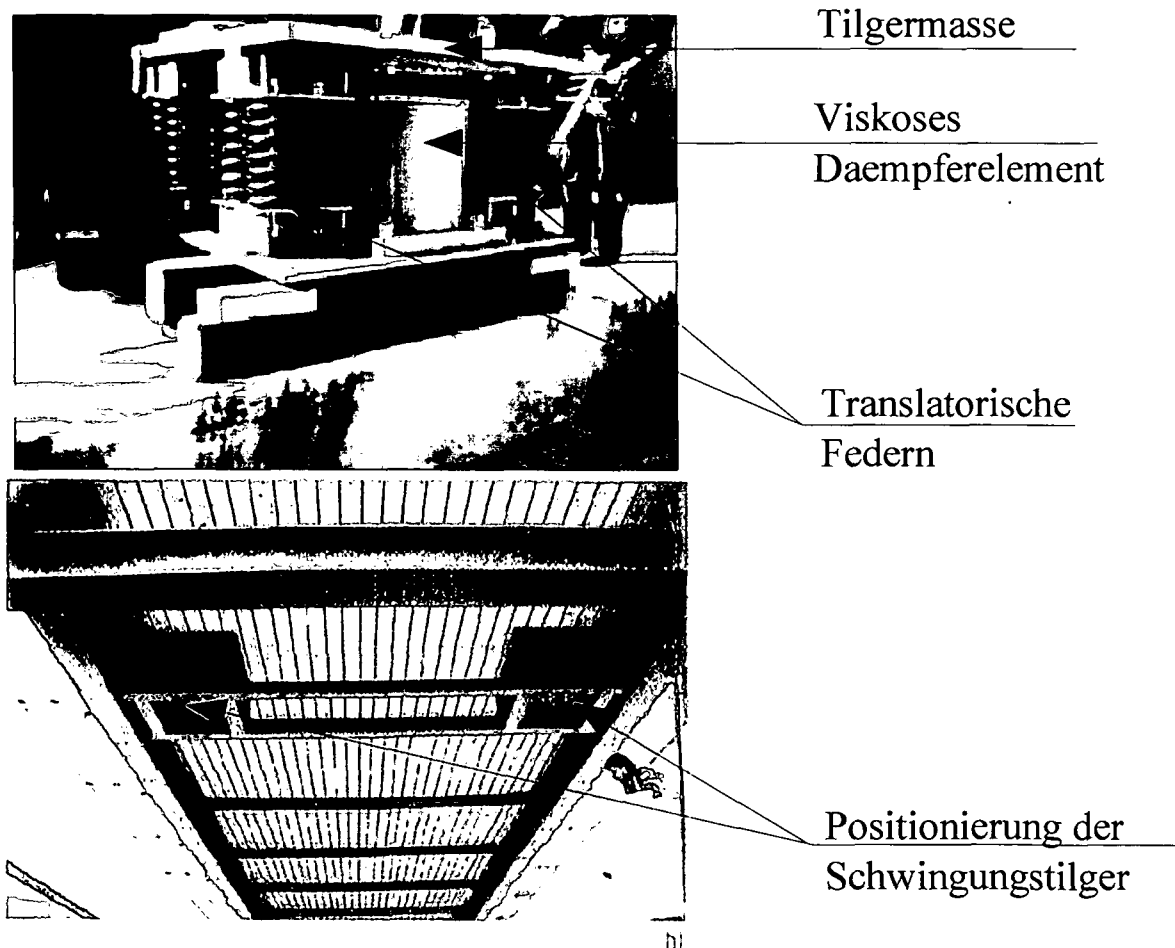 Tilgermasse
Viskoses
Daempferelement
Translatorische
Federn
Positionierung der
Schwingungstilger